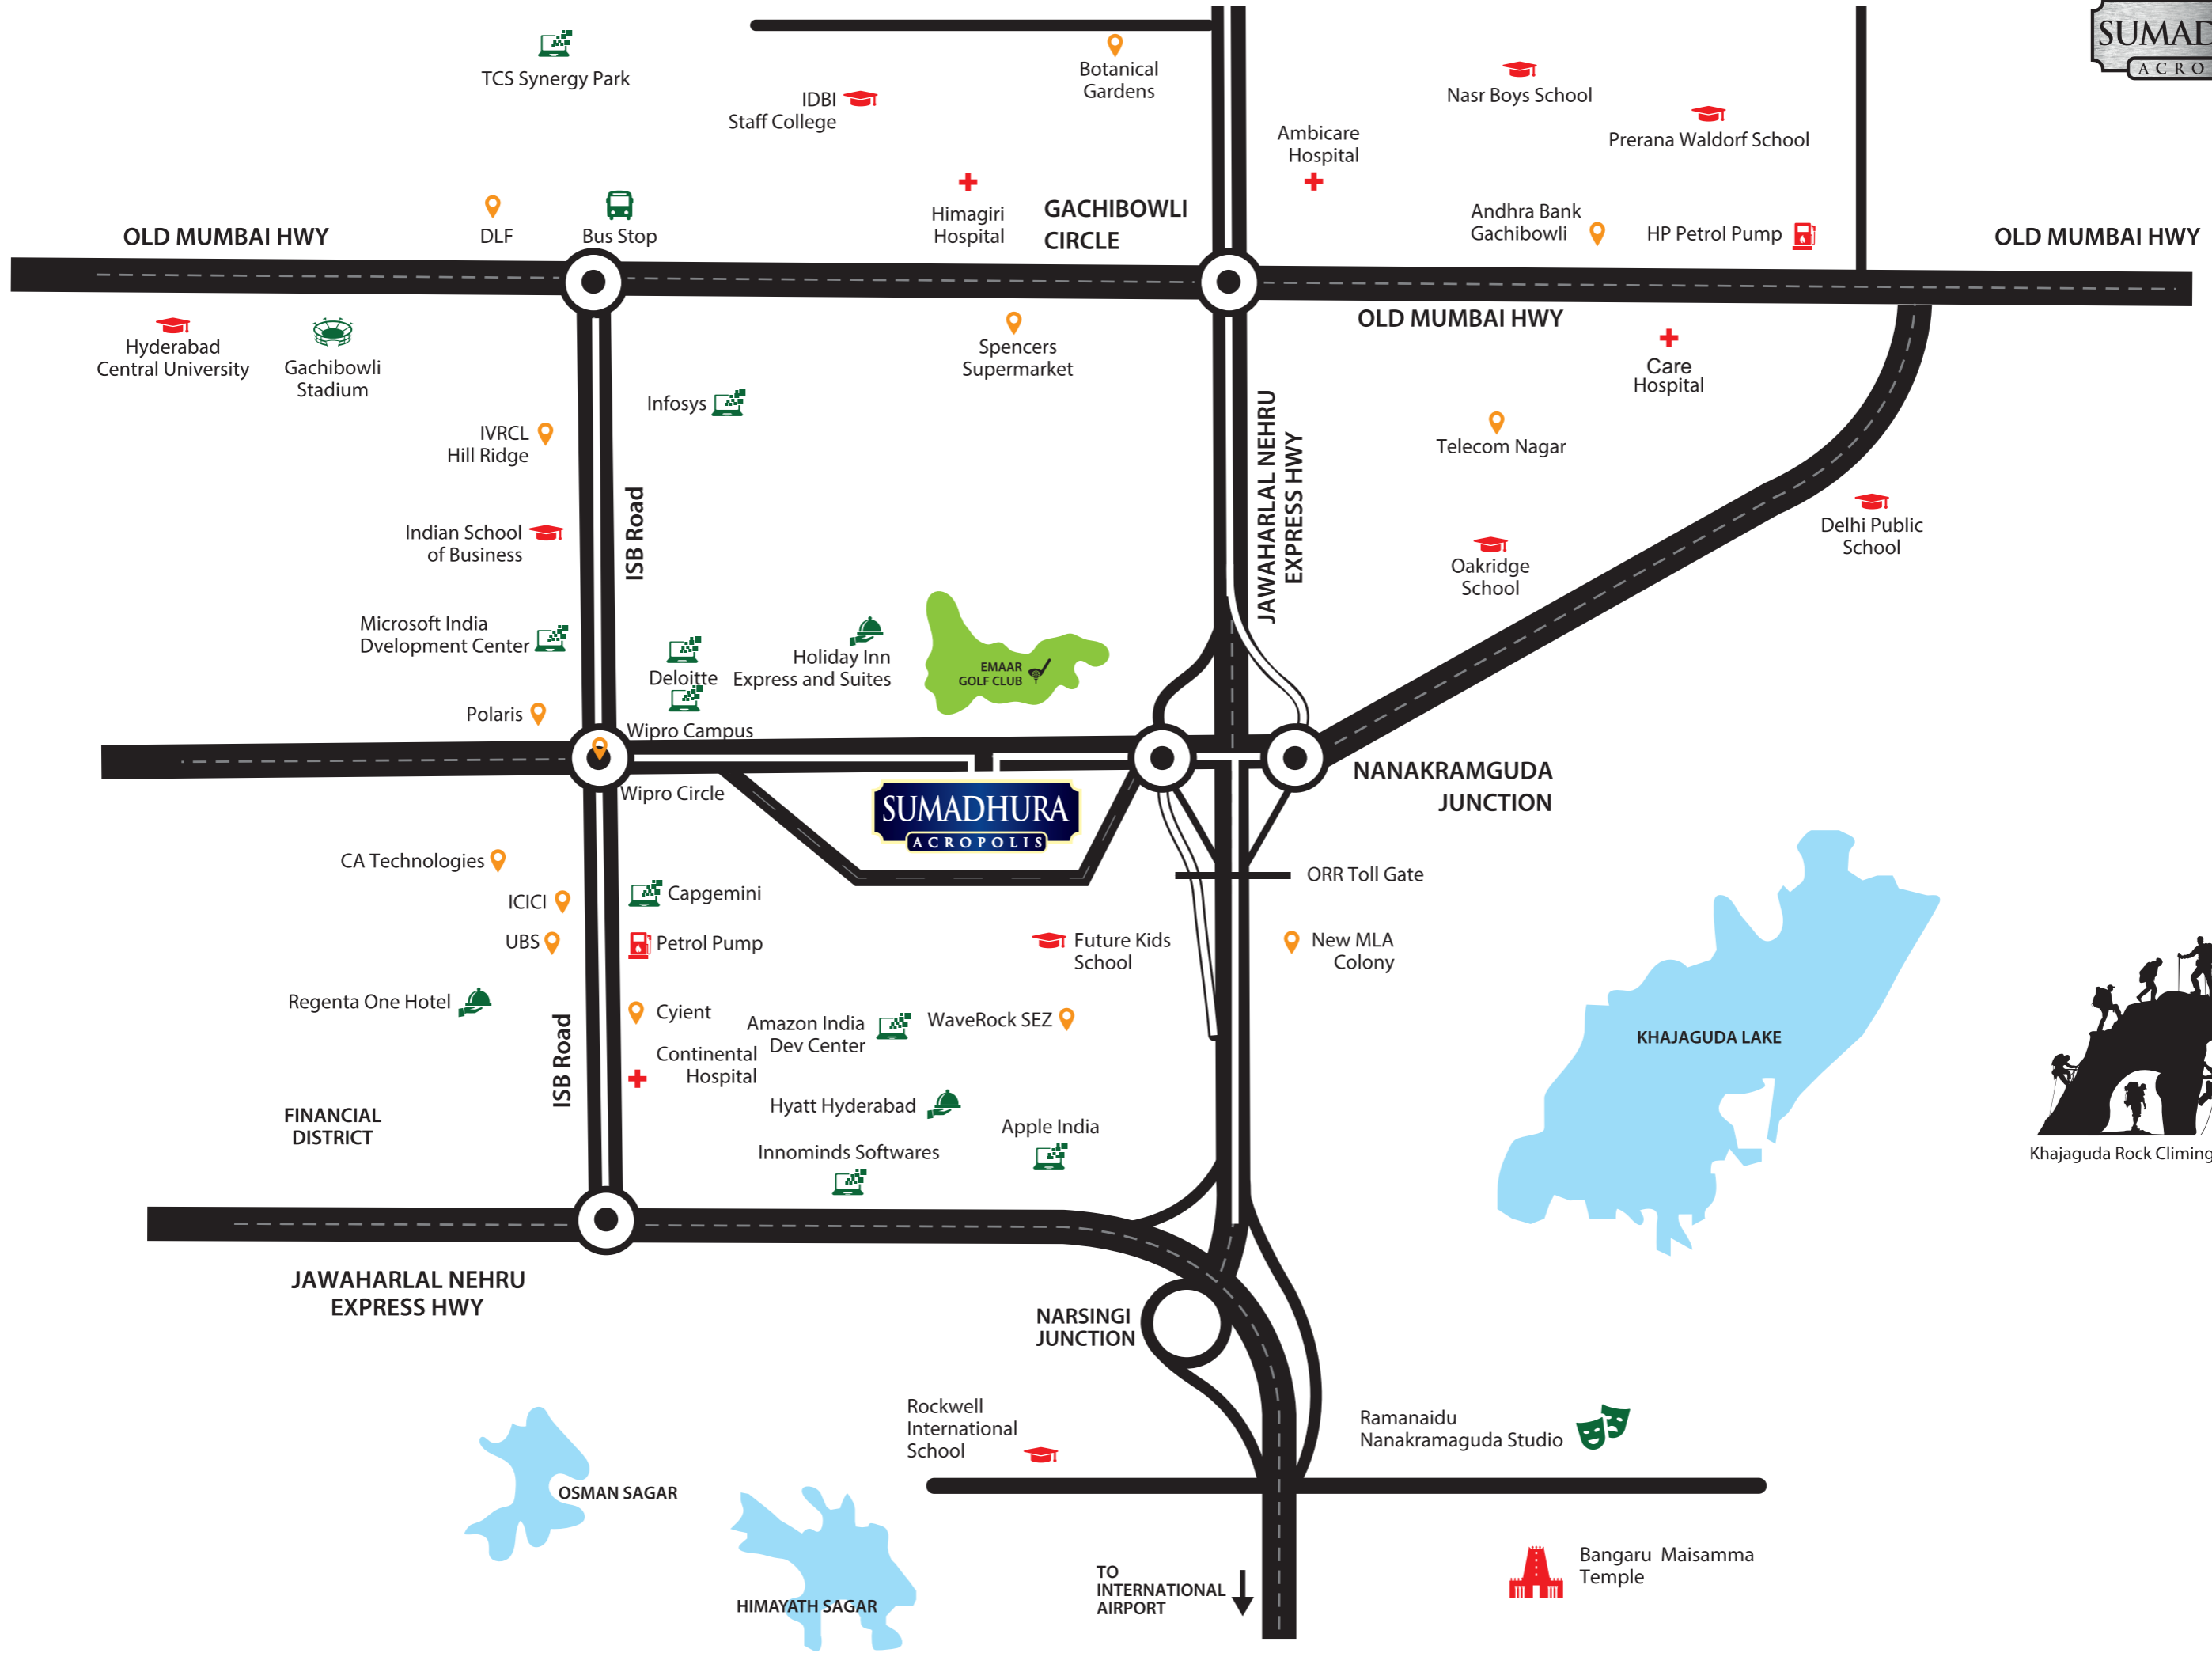 SUMAD
ACRO
TCS Synergy Park
IDBI
Staff College
Botanical
Gardens
Nasr Boys School
Prerana Waldorf School
Ambicare
Hospital
Himagiri
Hospital
GACHIBOWLI
CIRCLE
Andhra Bank
Gachibowli
HP Petrol Pump
OLD MUMBAI HWY
DLF
Bus Stop
OLD MUMBAI HWY
OLD MUMBAI HWY
Hyderabad
Central University
Gachibowli
Stadium
Spencers
Supermarket
Care
Hospital
Infosys
IVRCL
Hill Ridge
Telecom Nagar
JAWAHARLAL NEHRU
EXPRESS HWY
ISB Road
Indian School
of Business
Delhi Public
School
Oakridge
School
Microsoft India
Dvelopment Center
Deloitte
Holiday Inn
Express and Suites
EMAAR
GOLF CLUB
Polaris
Wipro Campus
Wipro Circle
NANAKRAMGUDA
JUNCTION
SUMADHURA
ACROPOLIS
CA Technologies
ICICI
Capgemini
ORR Toll Gate
UBS
Petrol Pump
Future Kids
School
New MLA
Colony
Regenta One Hotel
Cyient
Amazon India
Dev Center
WaveRock SEZ
KHAJAGUDA LAKE
ISB Road
Continental
Hospital
Hyatt Hyderabad
Apple India
FINANCIAL
DISTRICT
Innominds Softwares
Khajaguda Rock Climing
JAWAHARLAL NEHRU
EXPRESS HWY
NARSINGI
JUNCTION
Rockwell
International
School
Ramanaidu
Nanakramaguda Studio
OSMAN SAGAR
HIMAYATH SAGAR
TO
INTERNATIONAL
AIRPORT
Bangaru Maisamma
Temple